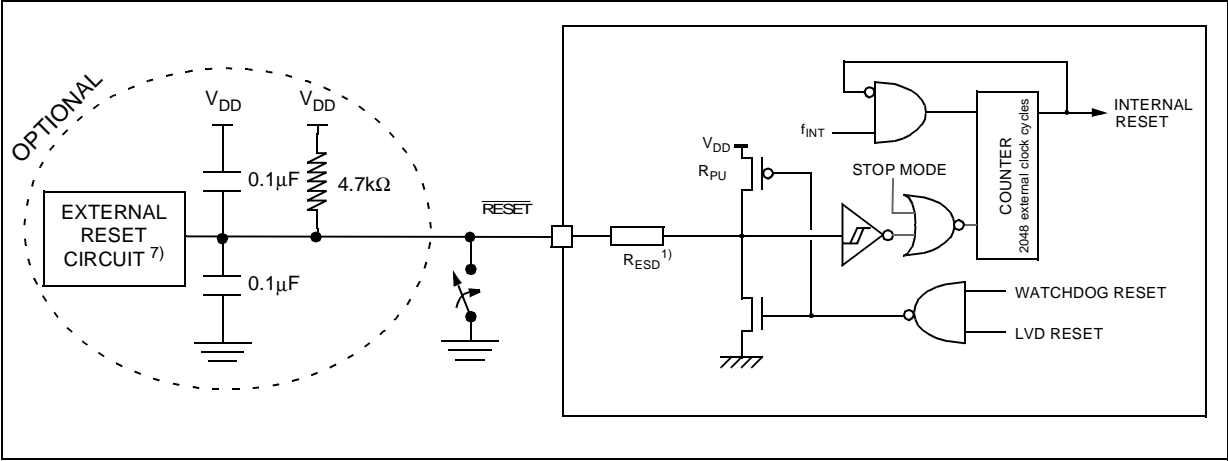 OPTIONAL
V_DD
V_DD
0.1μF
4.7kΩ
EXTERNAL
RESET
CIRCUIT 7)
0.1μF
RESET
R_ESD 1)
V_DD
R_PU
f_INT
STOP MODE
COUNTER
2048 external clock cycles
INTERNAL
RESET
WATCHDOG RESET
LVD RESET